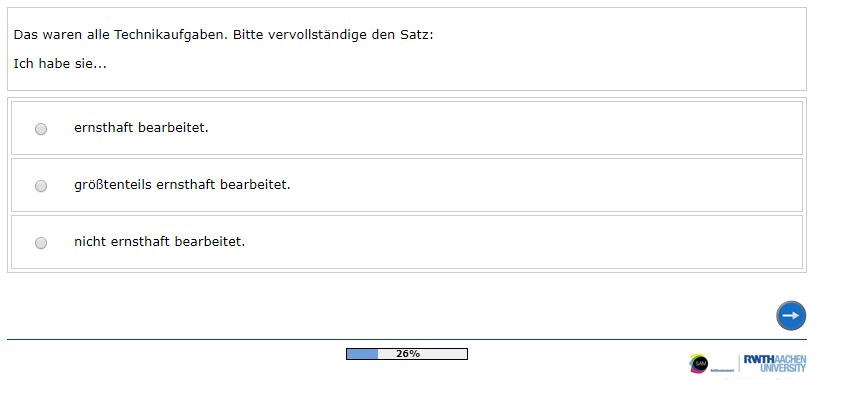 Das waren alle Technikaufgaben. Bitte vervollständige den Satz:
Ich habe sie...
ernsthaft bearbeitet.
größtenteils ernsthaft bearbeitet.
nicht ernsthaft bearbeitet.
26%
SAM
RWTHAACHEN
UNIVERSITY